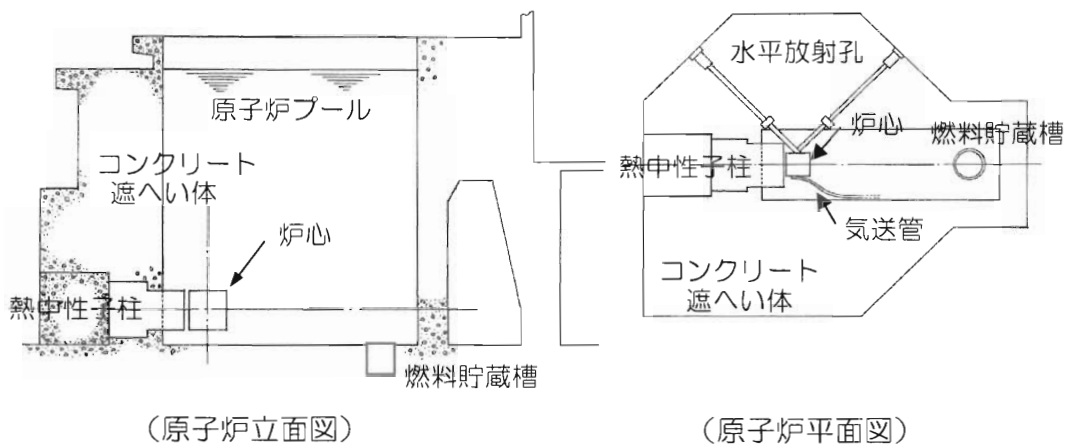 原子炉プール
コンクリート
遮へい体
炉心
熱中性子柱
燃料貯蔵槽
(原子炉立面図)
水平放射孔
炉心
燃料貯蔵槽
熱中性子柱
気送管
コンクリート
遮へい体
(原子炉平面図)